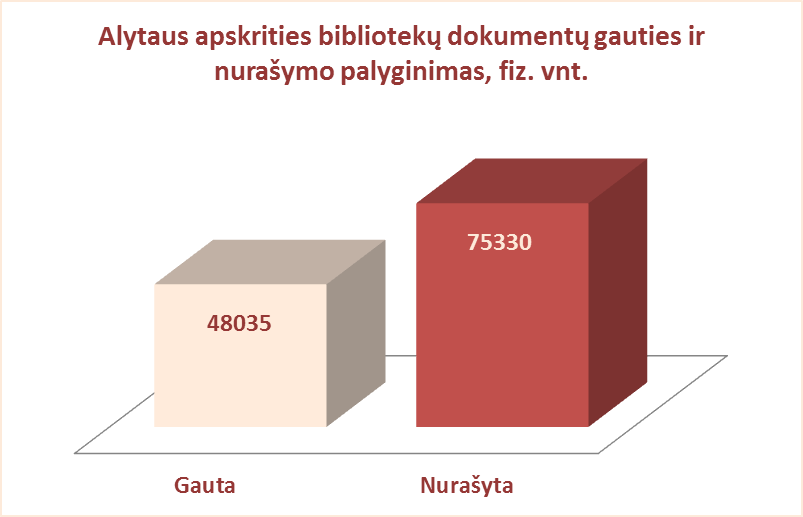 Alytaus apskrities bibliotekų dokumentų gauties ir
nurašymo palyginimas, fiz. vnt.
75330
48035
Gauta Nurašyta